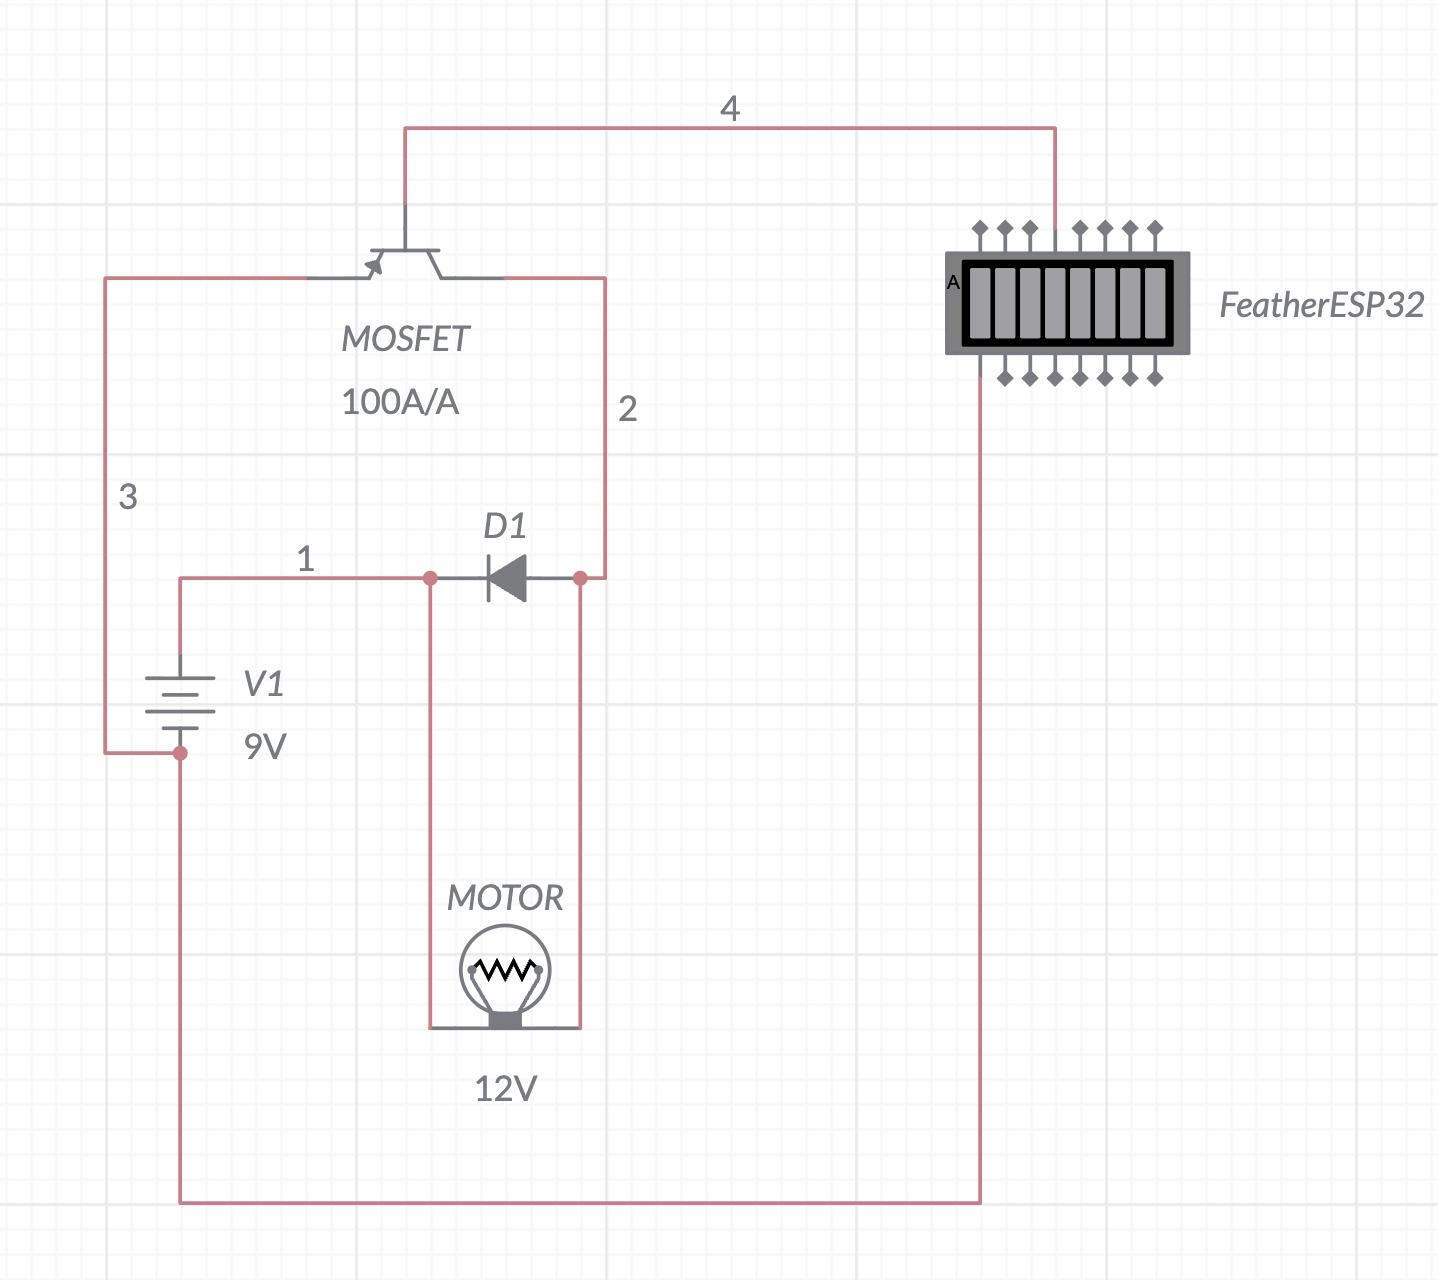 4
A
FeatherESP32
MOSFET
100A/A
2
3
D1
1
V1
9V
MOTOR
12V